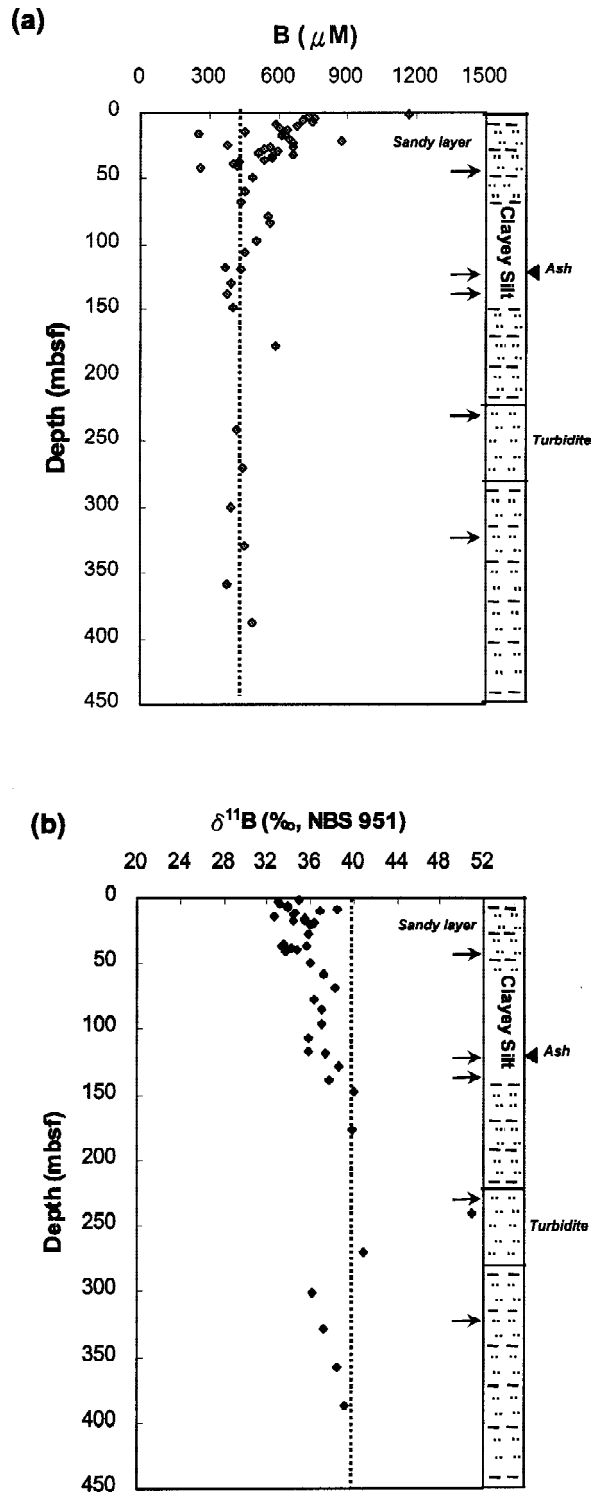 (a)
B (μM)
0 300 600 900 1200 1500
0
50
100
150
200
250
300
350
400
450
Depth (mbsf)
Sandy layer
Clayey Silt
Ash
Turbidite
(b)
δ¹¹B (‰, NBS 951)
20 24 28 32 36 40 44 48 52
0
50
100
150
200
250
300
350
400
450
Depth (mbsf)
Sandy layer
Clayey Silt
Ash
Turbidite